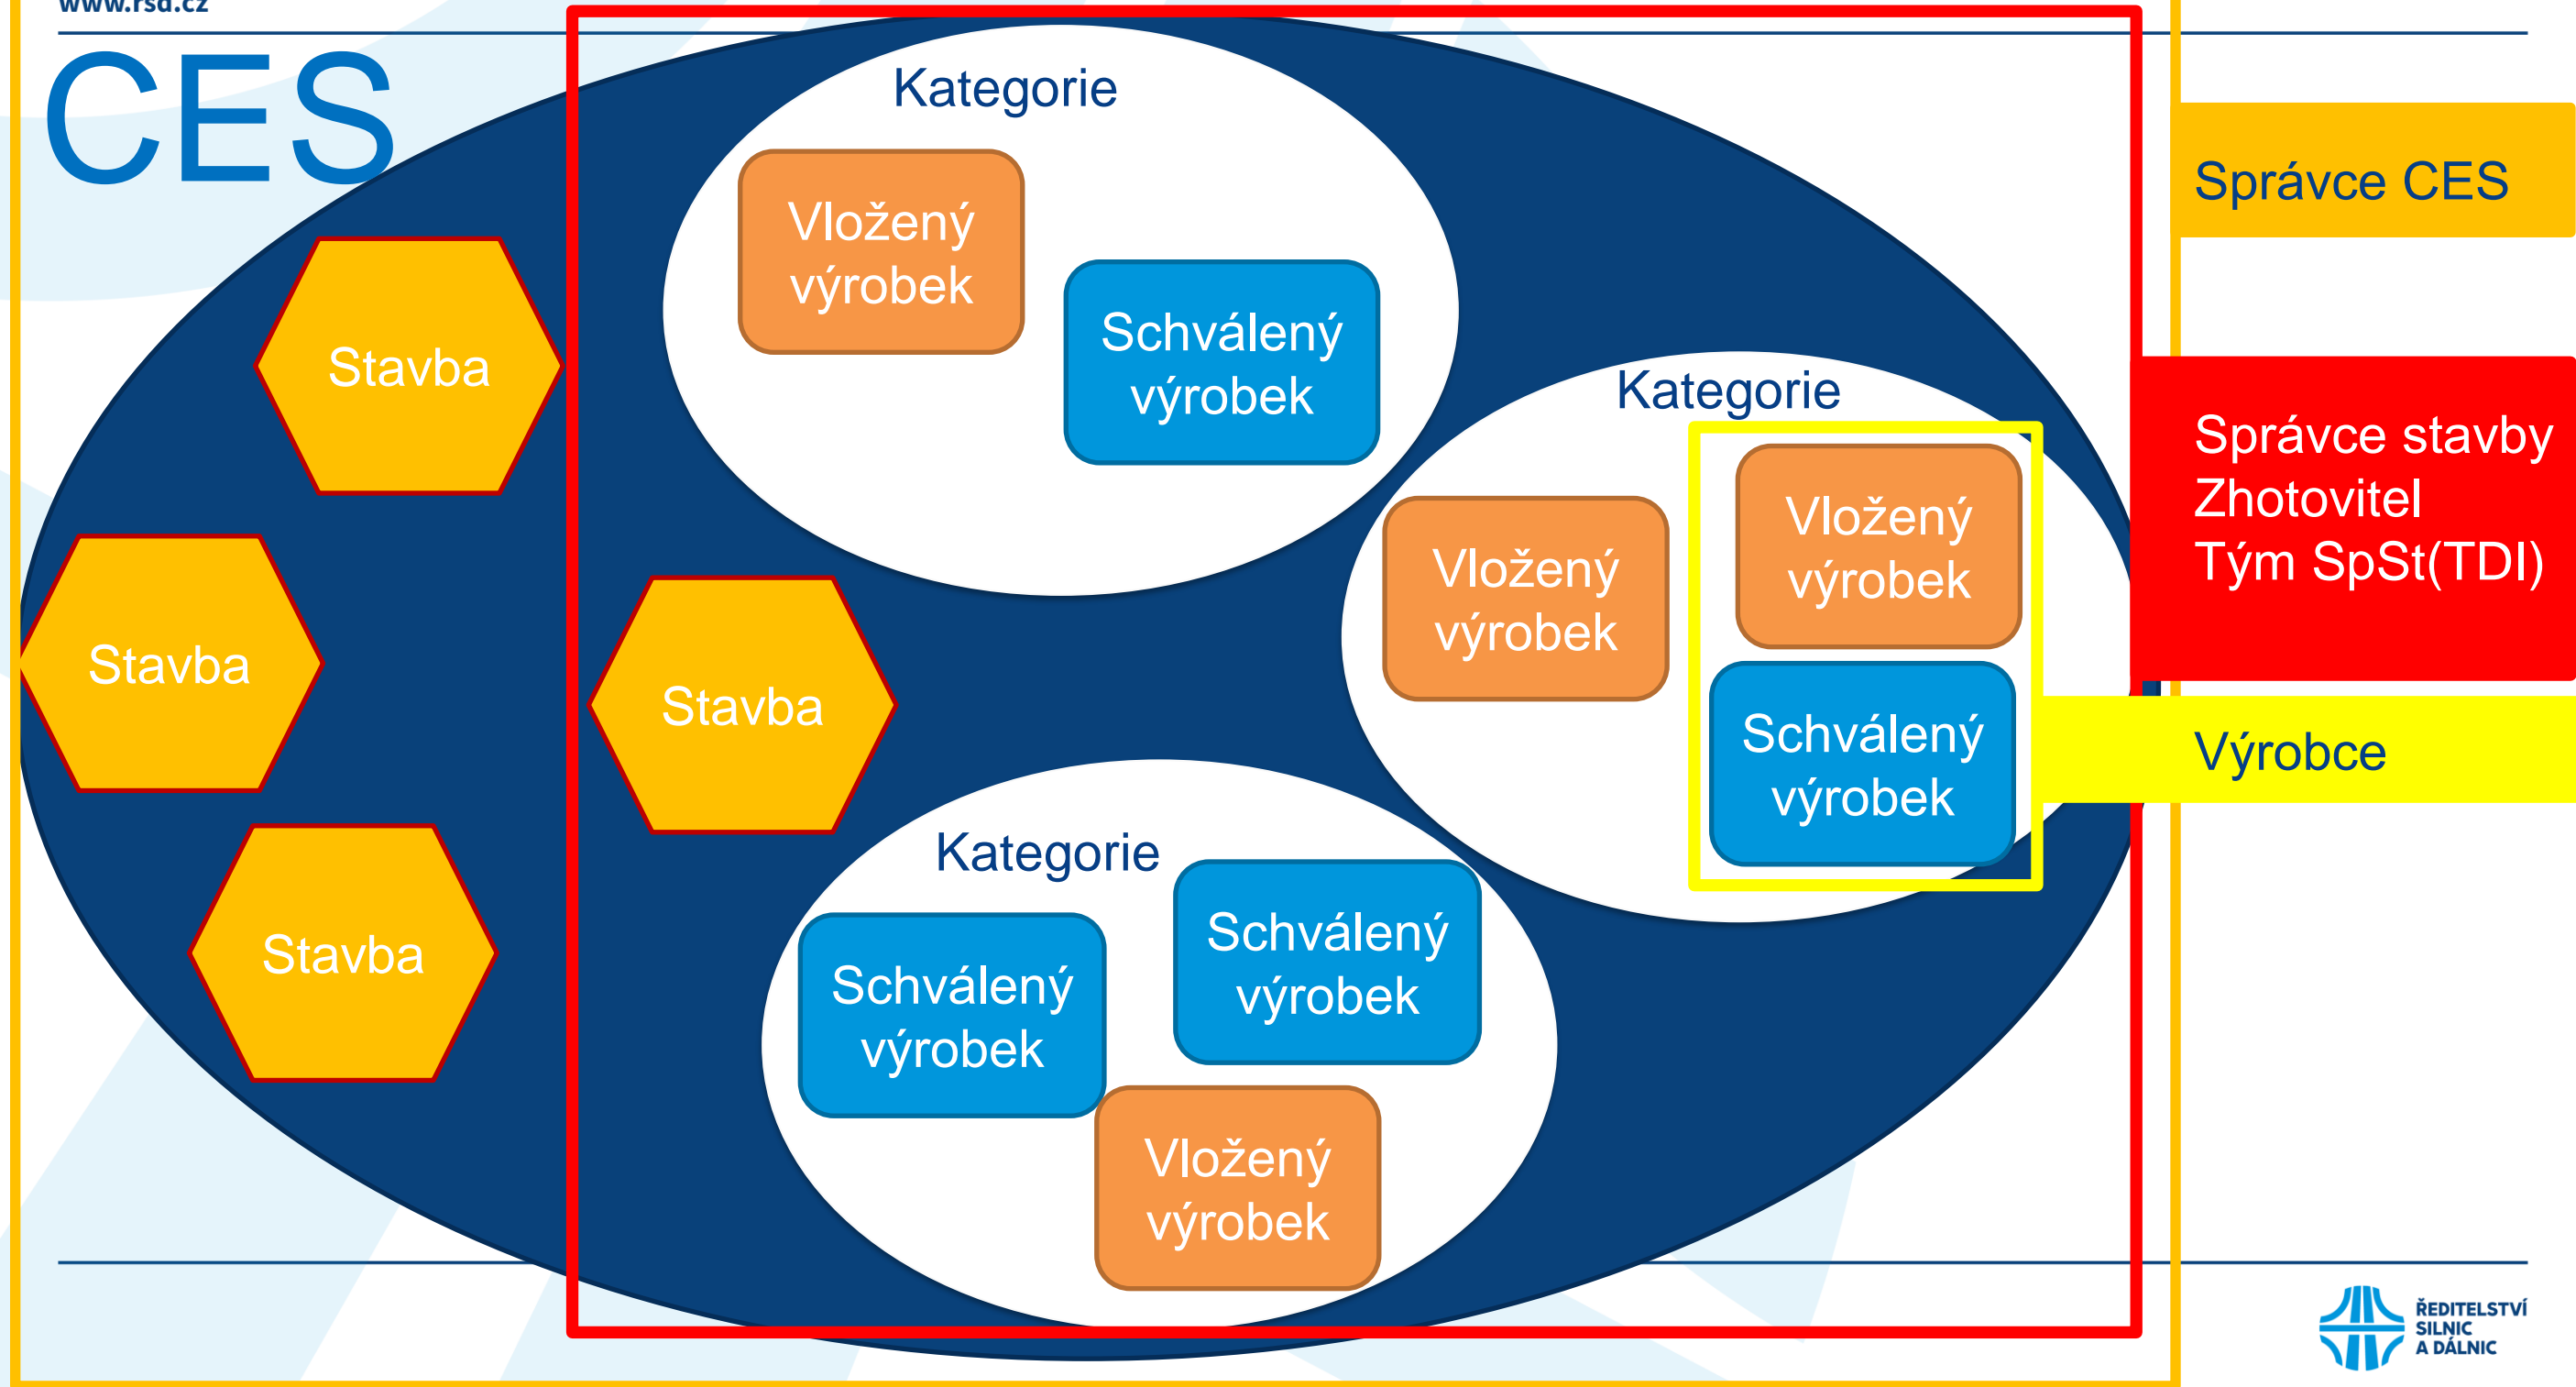 www.rsd.cz
CES
Kategorie
Vložený
výrobek
Schválený
výrobek
Stavba
Stavba
Stavba
Stavba
Kategorie
Vložený
výrobek
Vložený
výrobek
Schválený
výrobek
Kategorie
Schválený
výrobek
Schválený
výrobek
Vložený
výrobek
Správce CES
Správce stavby
Zhotovitel
Tým SpSt(TDI)
Výrobce
ŘEDITELSTVÍ
SILNIC
A DÁLNIC